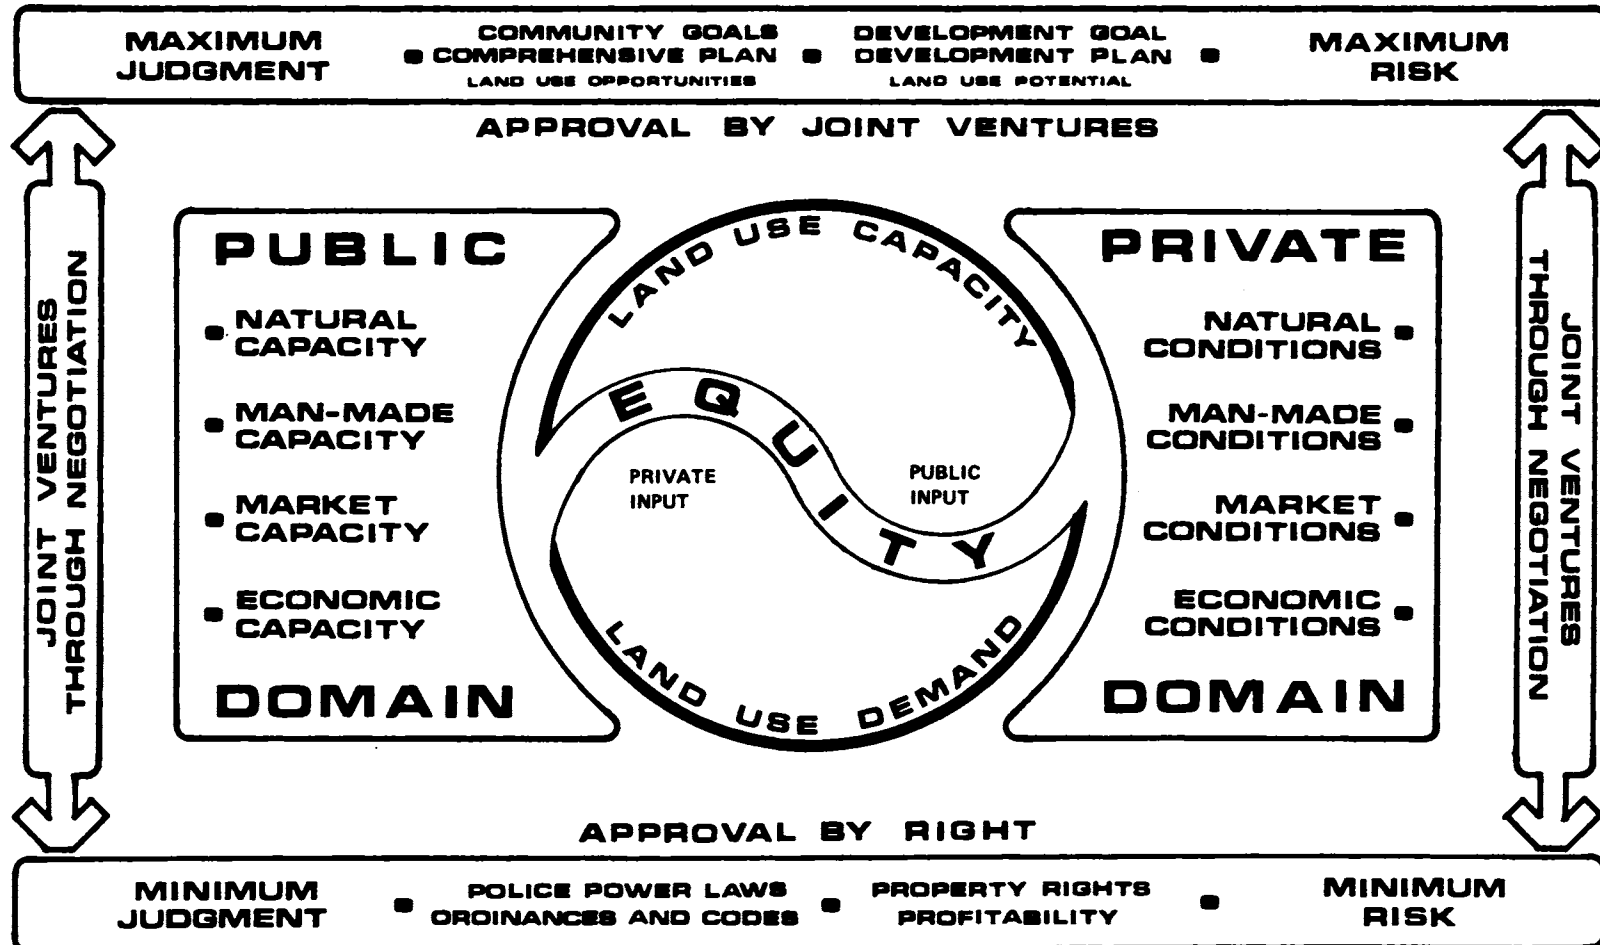 MAXIMUM
JUDGMENT
COMMUNITY GOALS
COMPREHENSIVE PLAN
LAND USE OPPORTUNITIES
DEVELOPMENT GOAL
DEVELOPMENT PLAN
LAND USE POTENTIAL
MAXIMUM
RISK
APPROVAL BY JOINT VENTURES
JOINT VENTURES
THROUGH NEGOTIATION
PUBLIC
NATURAL
CAPACITY
MAN-MADE
CAPACITY
MARKET
CAPACITY
ECONOMIC
CAPACITY
DOMAIN
LAND USE CAPACITY
EQUITY
PRIVATE
INPUT
PUBLIC
INPUT
LAND USE DEMAND
PRIVATE
NATURAL
CONDITIONS
MAN-MADE
CONDITIONS
MARKET
CONDITIONS
ECONOMIC
CONDITIONS
DOMAIN
JOINT VENTURES
THROUGH NEGOTIATION
APPROVAL BY RIGHT
MINIMUM
JUDGMENT
POLICE POWER LAWS
ORDINANCES AND CODES
PROPERTY RIGHTS
PROFITABILITY
MINIMUM
RISK